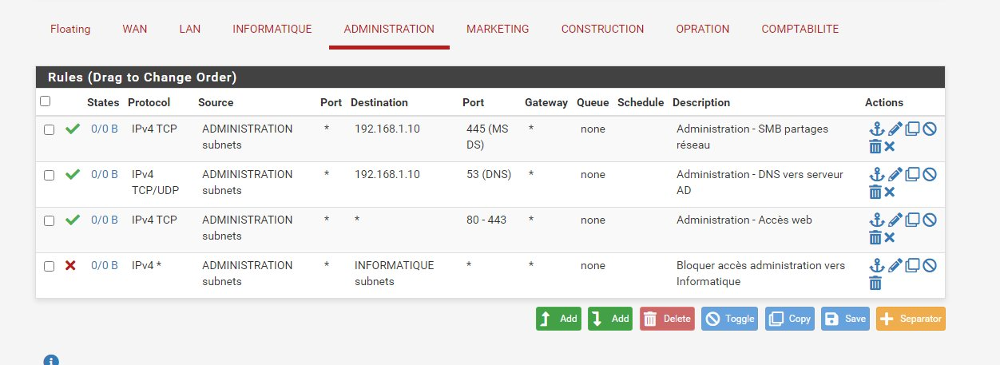 Floating WAN LAN INFORMATIQUE ADMINISTRATION MARKETING CONSTRUCTION OPRATION COMPTABILITE
Rules (Drag to Change Order)
States Protocol Source Port Destination Port Gateway Queue Schedule Description Actions
0/0 B IPv4 TCP ADMINISTRATION * 192.168.1.10 445 (MS * none Administration - SMB partages
subnets DS) réseau
0/0 B IPv4 ADMINISTRATION * 192.168.1.10 53 (DNS) * none Administration - DNS vers serveur
TCP/UDP subnets AD
0/0 B IPv4 TCP ADMINISTRATION * * 80 - 443 * none Administration - Accès web
subnets
0/0 B IPv4 * ADMINISTRATION * INFORMATIQUE * * none Bloquer accès administration vers
subnets subnets Informatique
Add Add Delete Toggle Copy Save Separator